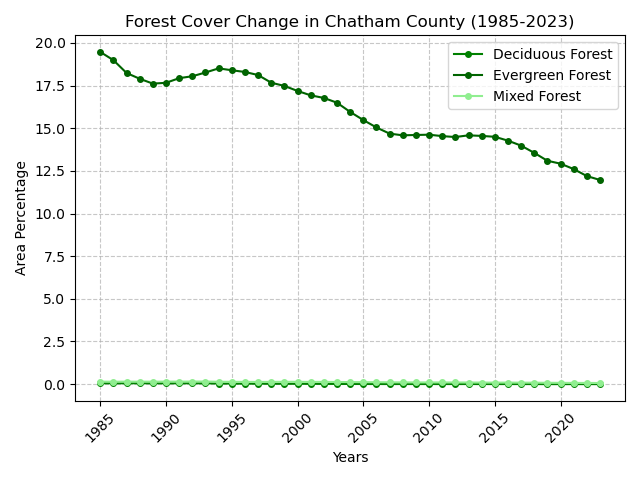 Forest Cover Change in Chatham County (1985-2023)
Deciduous Forest
Evergreen Forest
Mixed Forest
20.0
17.5
15.0
12.5
10.0
7.5
5.0
2.5
0.0
Area Percentage
1985
1990
1995
2000
2005
2010
2015
2020
Years